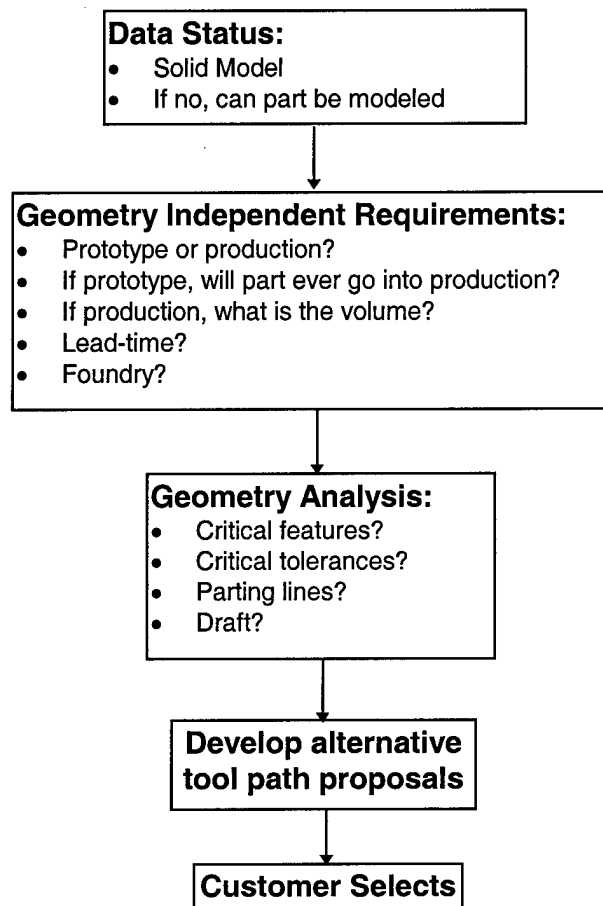 Data Status:
• Solid Model
• If no, can part be modeled
Geometry Independent Requirements:
• Prototype or production?
• If prototype, will part ever go into production?
• If production, what is the volume?
• Lead-time?
• Foundry?
Geometry Analysis:
• Critical features?
• Critical tolerances?
• Parting lines?
• Draft?
Develop alternative
tool path proposals
Customer Selects